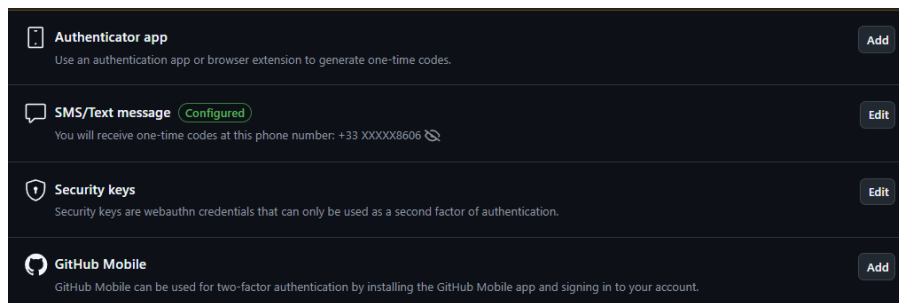 Authenticator app
Add
Use an authentication app or browser extension to generate one-time codes.
SMS/Text message Configured
Edit
You will receive one-time codes at this phone number: +33 XXXXX8606
Security keys
Edit
Security keys are webauthn credentials that can only be used as a second factor of authentication.
GitHub Mobile
Add
GitHub Mobile can be used for two-factor authentication by installing the GitHub Mobile app and signing in to your account.